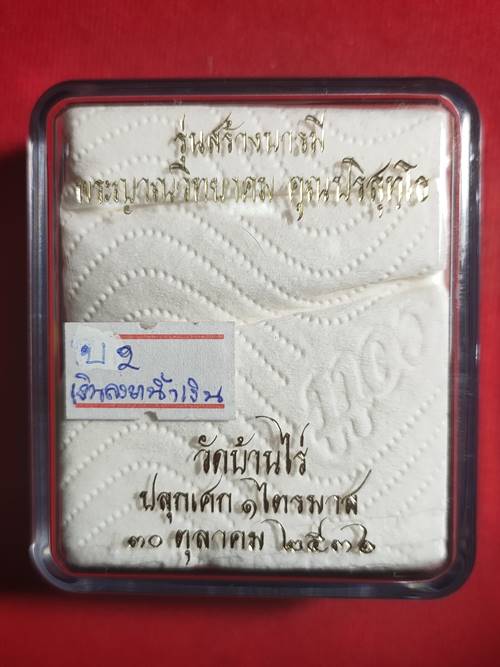 รุ่นสร้างบารมี
พระญาณวิทยาคม คุณปริสุทฺโธ
บ 2
เงินลงยาน้ำเงิน
วัดบ้านไร่
ปลุกเศก ๑ ไตรมาส
๓๐ ตุลาคม ๒๕๓๖